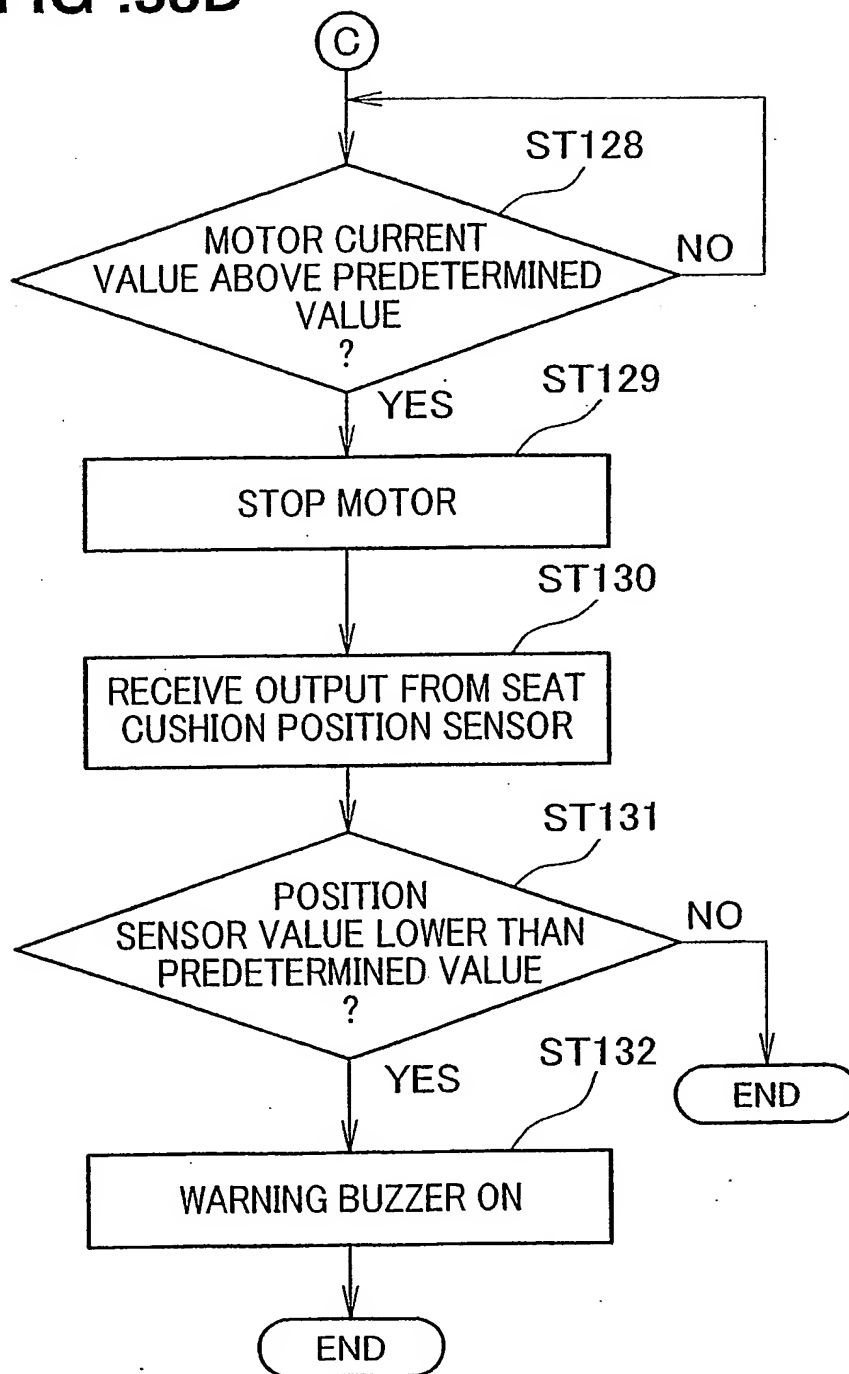 C
ST128
MOTOR CURRENT
VALUE ABOVE PREDETERMINED
VALUE
?
NO
YES
ST129
STOP MOTOR
ST130
RECEIVE OUTPUT FROM SEAT
CUSHION POSITION SENSOR
ST131
POSITION
SENSOR VALUE LOWER THAN
PREDETERMINED VALUE
?
NO
YES
END
ST132
WARNING BUZZER ON
END